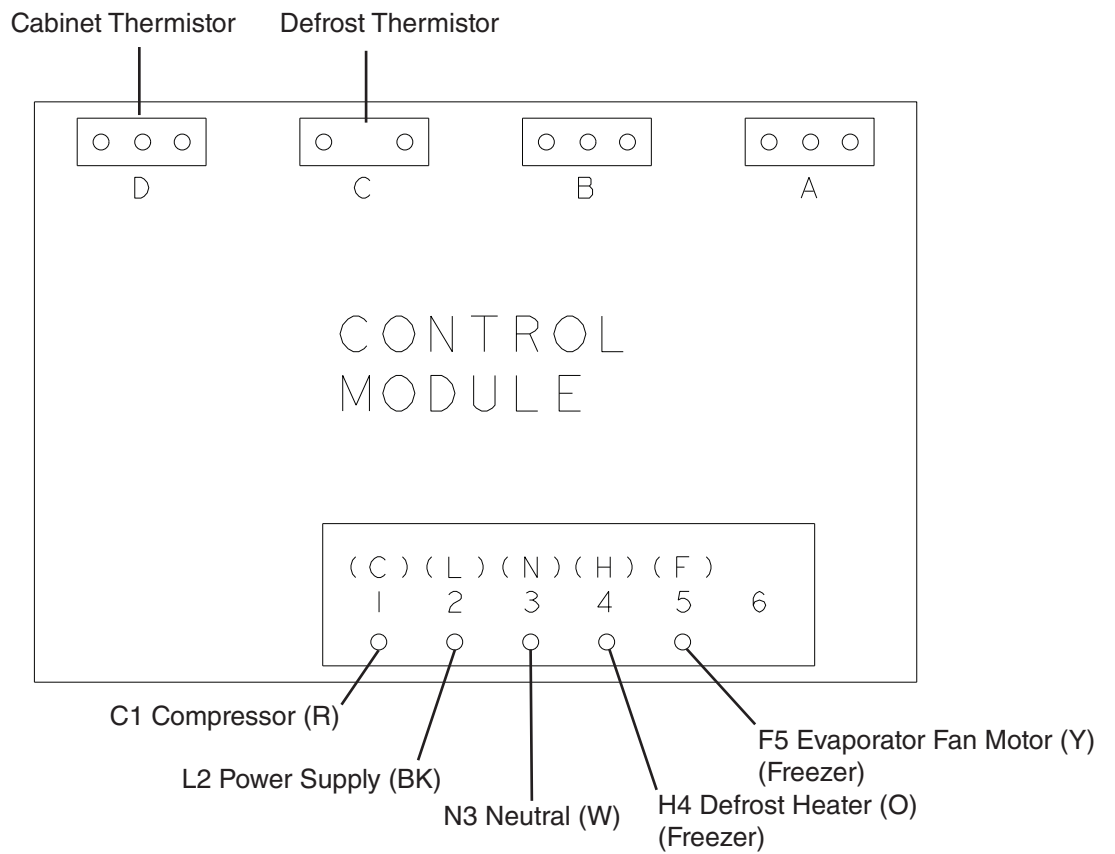 Cabinet Thermistor
Defrost Thermistor
D
C
B
A
CONTROL
MODULE
(C) (L) (N) (H) (F)
1 2 3 4 5 6
C1 Compressor (R)
L2 Power Supply (BK)
N3 Neutral (W)
H4 Defrost Heater (O)
(Freezer)
F5 Evaporator Fan Motor (Y)
(Freezer)